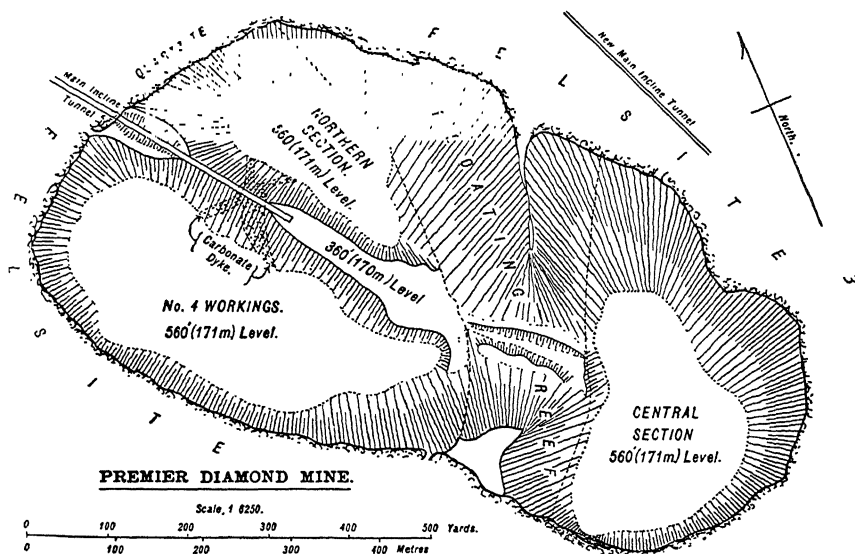 QUARTZITE
FELSITE
New Main Incline Tunnel
North.
Main Incline
Tunnel
NORTHERN
SECTION
560'(171m) Level.
FLOATING
REEF
FELSITE
Carbonate
Dyke.
360'(170m) Level
No. 4 WORKINGS.
560'(171m) Level.
CENTRAL
SECTION
560'(171m) Level.
PREMIER DIAMOND MINE.
Scale, 1 6250.
0 100 200 300 400 500 Yards.
0 100 200 300 400 Metres